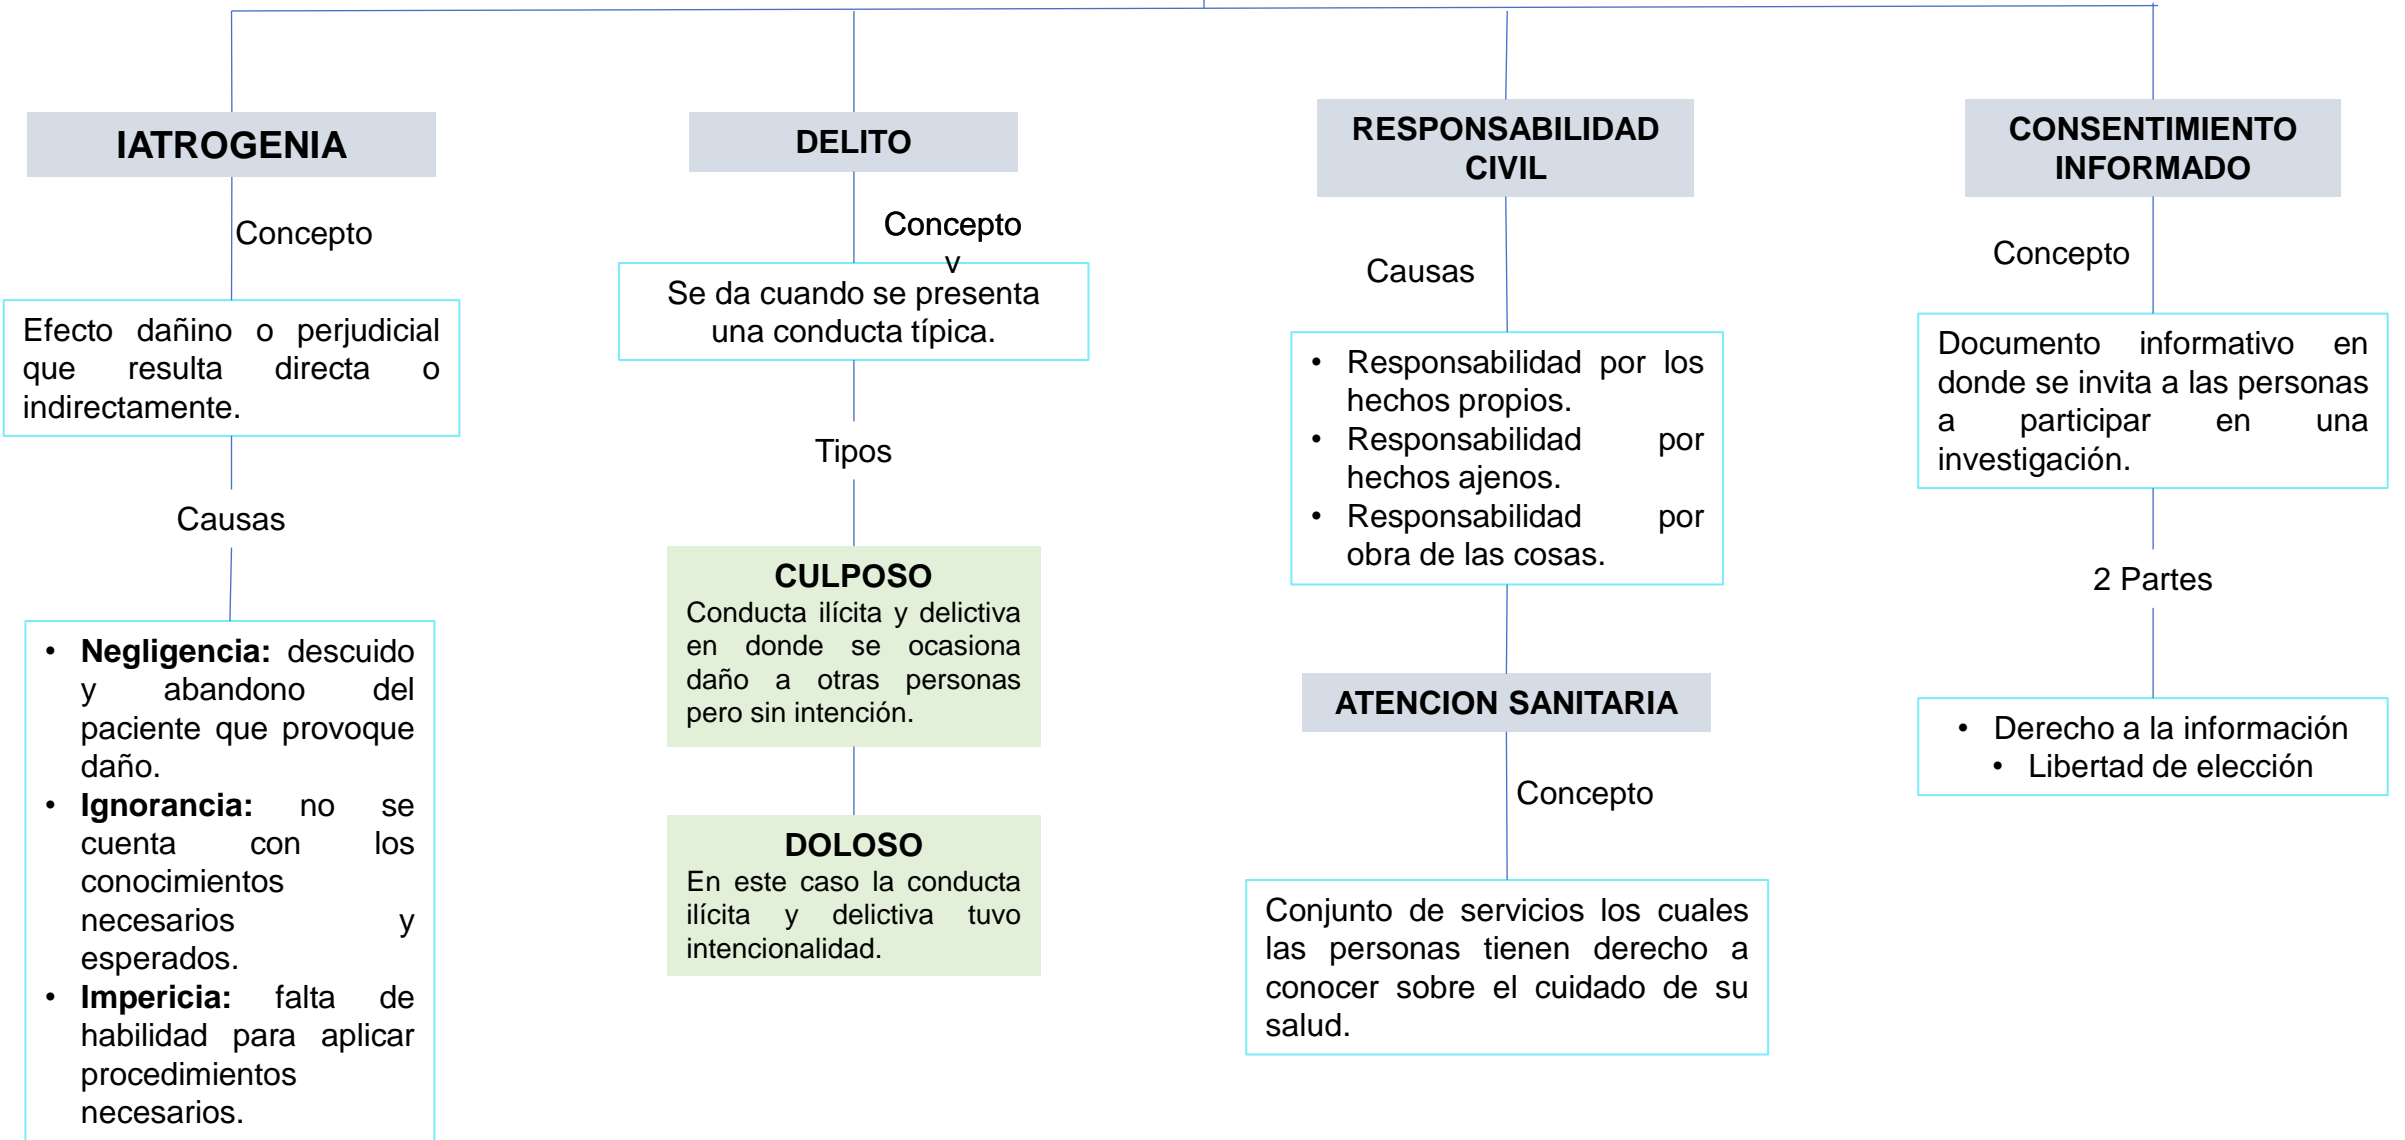 IATROGENIA
Concepto
Efecto dañino o perjudicial
que resulta directa o
indirectamente.
Causas
• Negligencia: descuido
y abandono del
paciente que provoque
daño.
• Ignorancia: no se
cuenta con los
conocimientos
necesarios y
esperados.
• Impericia: falta de
habilidad para aplicar
procedimientos
necesarios.
DELITO
Concepto
v
Se da cuando se presenta
una conducta típica.
Tipos
CULPOSO
Conducta ilícita y delictiva
en donde se ocasiona
daño a otras personas
pero sin intención.
DOLOSO
En este caso la conducta
ilícita y delictiva tuvo
intencionalidad.
RESPONSABILIDAD
CIVIL
Causas
• Responsabilidad por los
hechos propios.
• Responsabilidad por
hechos ajenos.
• Responsabilidad por
obra de las cosas.
ATENCION SANITARIA
Concepto
Conjunto de servicios los cuales
las personas tienen derecho a
conocer sobre el cuidado de su
salud.
CONSENTIMIENTO
INFORMADO
Concepto
Documento informativo en
donde se invita a las personas
a participar en una
investigación.
2 Partes
• Derecho a la información
• Libertad de elección